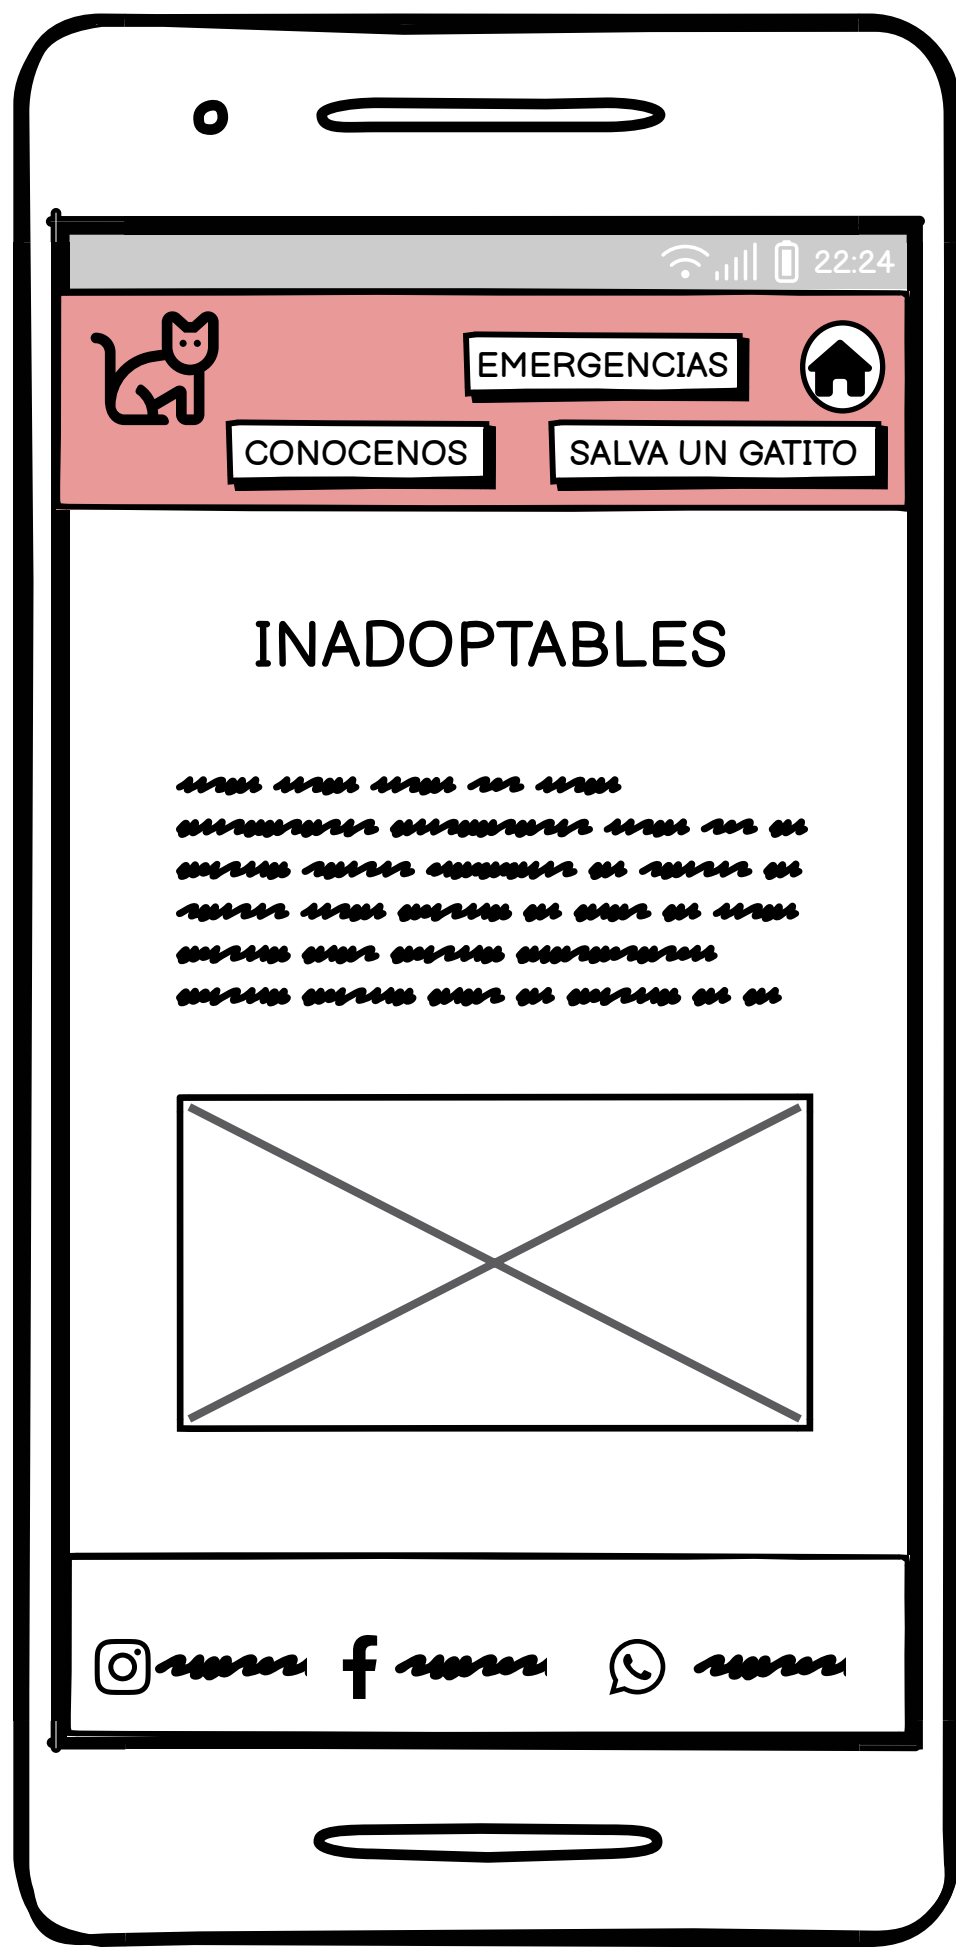 22:24
EMERGENCIAS
CONOCENOS SALVA UN GATITO
INADOPTABLES